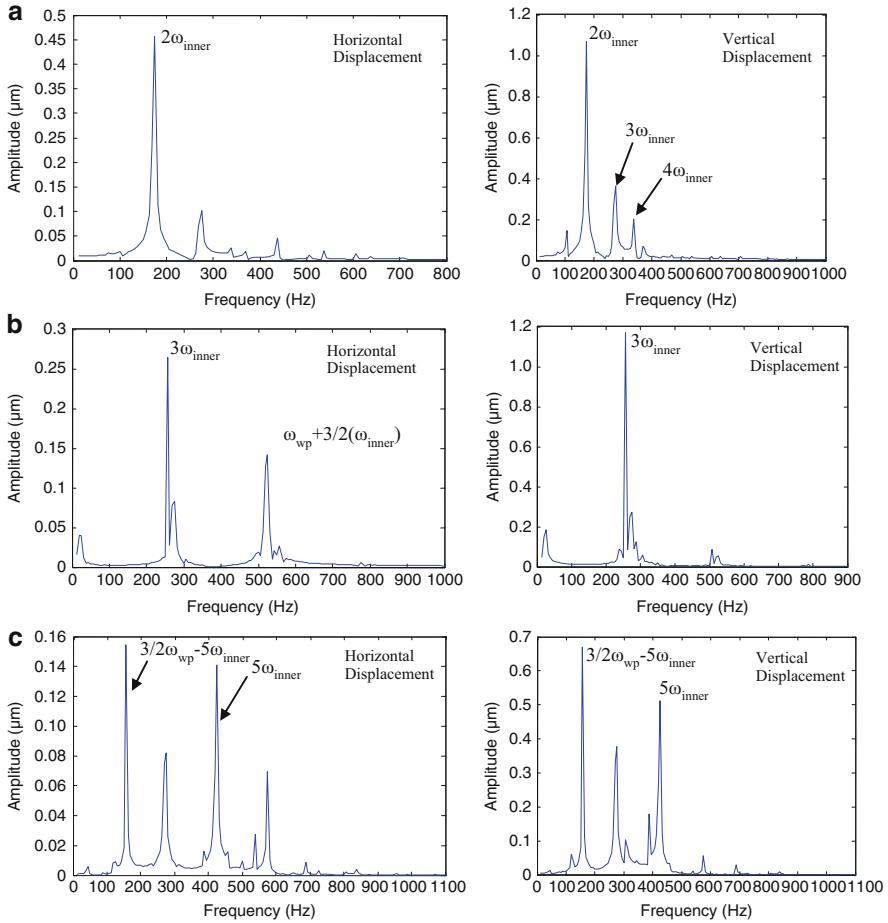 a
0.5
0.45
0.4
0.35
0.3
0.25
0.2
0.15
0.1
0.05
0
2ω_inner
Horizontal
Displacement
Amplitude (μm)
0 100 200 300 400 500 600 700 800
Frequency (Hz)
1.2
1.0
0.8
0.6
0.4
0.2
0
2ω_inner
Vertical
Displacement
3ω_inner
4ω_inner
Amplitude (μm)
0 100 200 300 400 500 600 700 800 900 1000
Frequency (Hz)
b
0.3
0.25
0.2
0.15
0.1
0.05
0
3ω_inner
Horizontal
Displacement
ω_wp+3/2(ω_inner)
Amplitude (μm)
0 100 200 300 400 500 600 700 800 900 1000
Frequency (Hz)
1.2
1.0
0.8
0.6
0.4
0.2
0
3ω_inner
Vertical
Displacement
Amplitude (μm)
0 100 200 300 400 500 600 700 800 900
Frequency (Hz)
c
0.16
0.14
0.12
0.10
0.08
0.06
0.04
0.02
0
3/2ω_wp-5ω_inner
5ω_inner
Horizontal
Displacement
Amplitude (μm)
0 100 200 300 400 500 600 700 800 900 1000 1100
Frequency (Hz)
0.7
0.6
0.5
0.4
0.3
0.2
0.1
0
3/2ω_wp-5ω_inner
5ω_inner
Vertical
Displacement
Amplitude (μm)
0 100 200 300 400 500 600 700 800 900 1000 1100
Frequency (Hz)